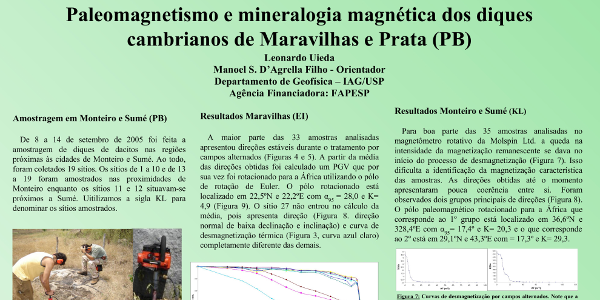 Paleomagnetismo e mineralogia magnética dos diques
cambrianos de Maravilhas e Prata (PB)
Leonardo Uieda
Manoel S. D'Agrella Filho - Orientador
Departamento de Geofísica – IAG/USP
Agência Financiadora: FAPESP
Amostragem em Monteiro e Sumé (PB)
De 8 a 14 de setembro de 2005 foi feita a
amostragem de diques de dacitos nas regiões
próximas às cidades de Monteiro e Sumé. Ao todo,
foram coletados 19 sítios. Os sítios de 1 a 10 e de 13
a 19 foram amostrados nas proximidades de
Monteiro enquanto os sítios 11 e 12 situavam-se
próximos a Sumé. Utilizamos a sigla KL para
denominar os sítios amostrados.
Resultados Maravilhas (EI)
A maior parte das 33 amostras analisadas
apresentou direções estáveis durante o tratamento por
campos alternados (Figuras 4 e 5). A partir da média
das direções obtidas foi calculado um PGV que por
sua vez foi rotacionado para a África utilizando o pólo
de rotação de Euler. O pólo rotacionado está
localizado em 22,5ºN e 22,2ºE com α95 = 28,0 e K=
4,9 (Figura 9). O sítio 27 não entrou no cálculo da
média, pois apresenta direção (Figura 8. direção
normal de baixa declinação e inclinação) e curva de
desmagnetização térmica (Figura 3, curva azul claro)
completamente diferente das demais.
Resultados Monteiro e Sumé (KL)
Para boa parte das 35 amostras analisadas no
magnetômetro rotativo da Molspin Ltd. a queda na
intensidade da magnetização remanescente se dava no
início do processo de desmagnetização (Figura 7). Isso
dificulta a identificação da magnetização característica
das amostras. As direções obtidas até o momento
apresentaram pouca coerência entre si. Foram
observados dois grupos principais de direções (Figura 8).
O pólo paleomagnético rotacionado para a África que
corresponde ao 1º grupo está localizado em 36,6ºN e
328,4ºE com α95= 17,4º e K= 20,3 e o que corresponde
ao 2º está em 29,1ºN e 43,3ºE com = 17,3º e K= 29,3.
Figura 7: Curvas de desmagnetização por campos alternados. Note que a